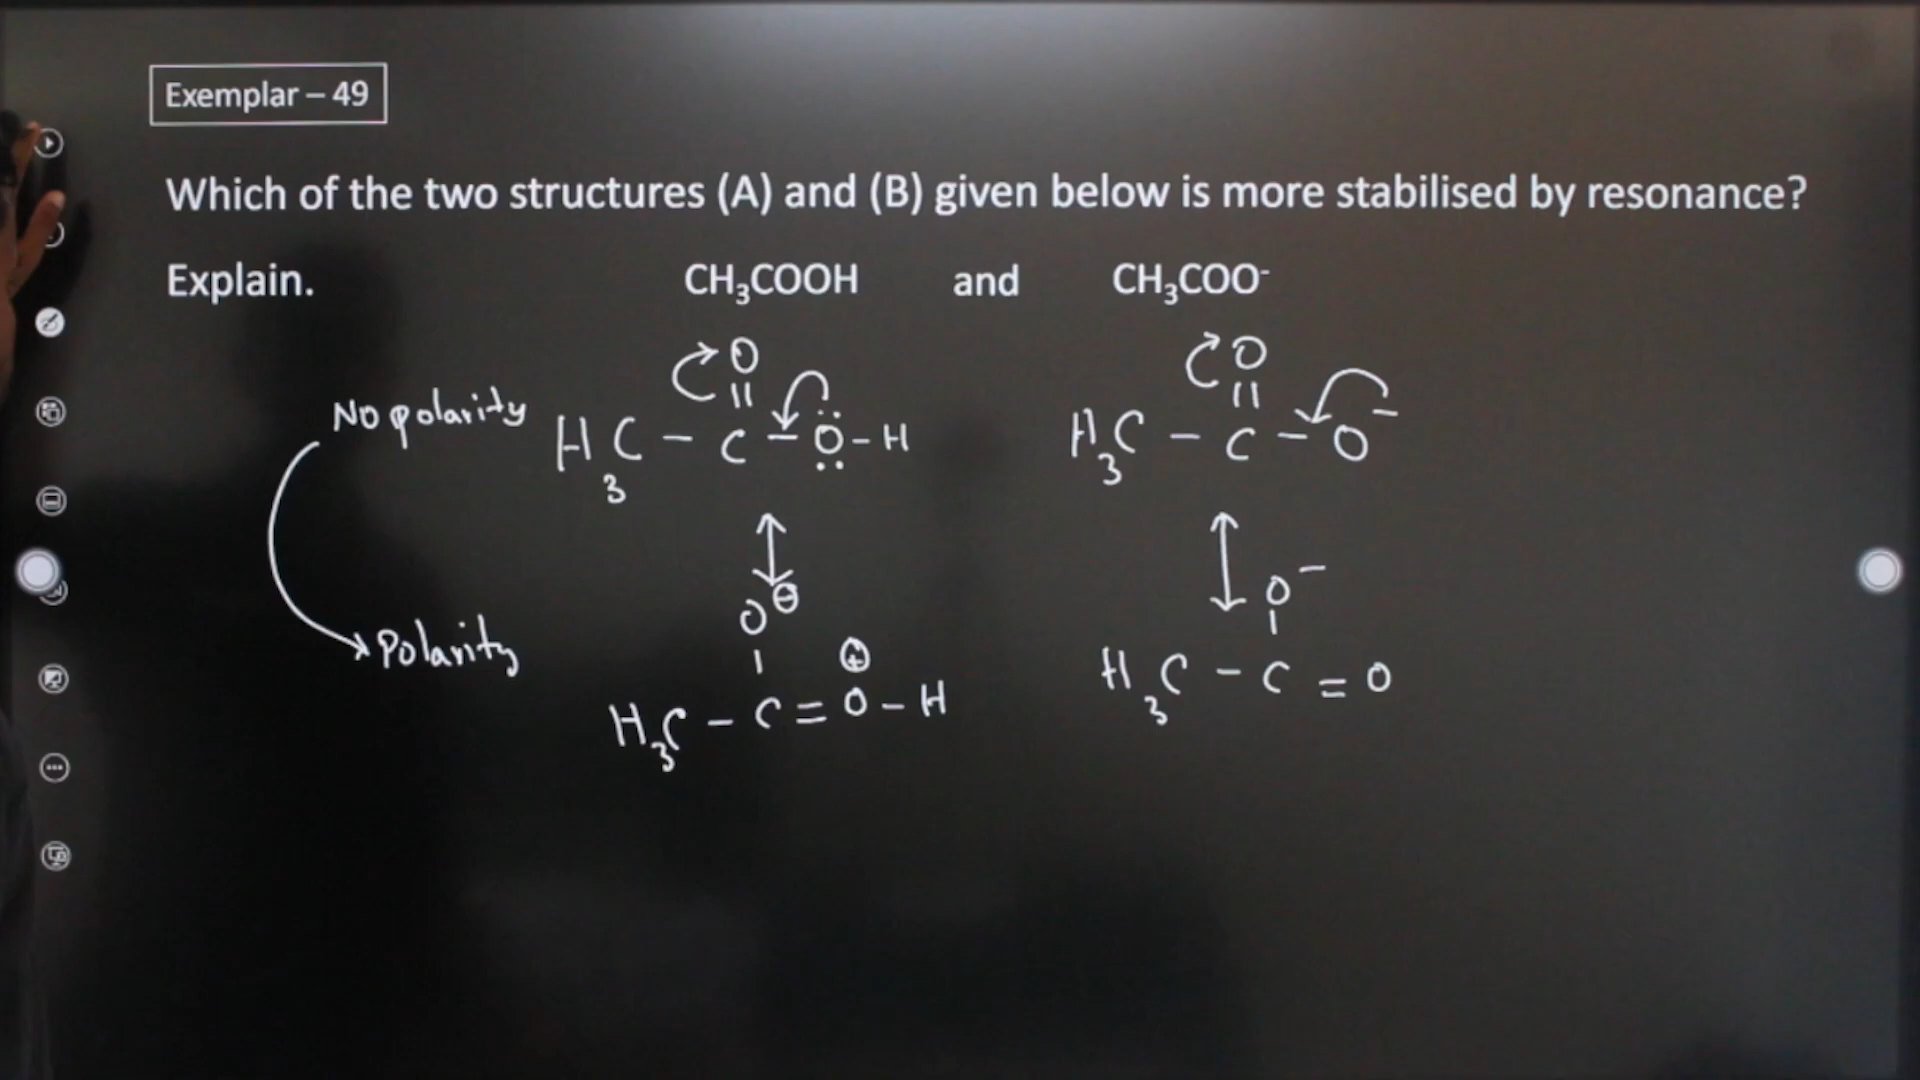 Exemplar – 49
Which of the two structures (A) and (B) given below is more stabilised by resonance?
Explain. CH₃COOH and CH₃COO⁻
O O
|| ||
No polarity H₃C – C – Ö – H H₃C – C – O⁻
O⊖ O⁻
| |
Polarity H₃C – C = O⊕ – H H₃C – C = O